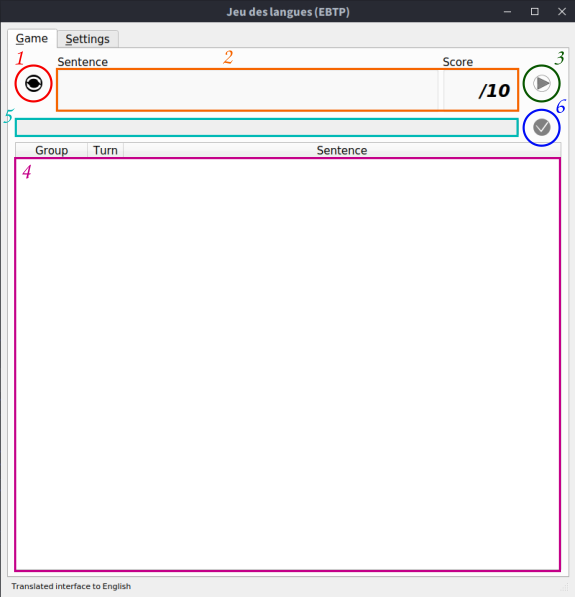 Jeu des langues (EBTP)
Game Settings
1 Sentence 2 Score 3
/10
5 6
Group Turn Sentence
4
Translated interface to English